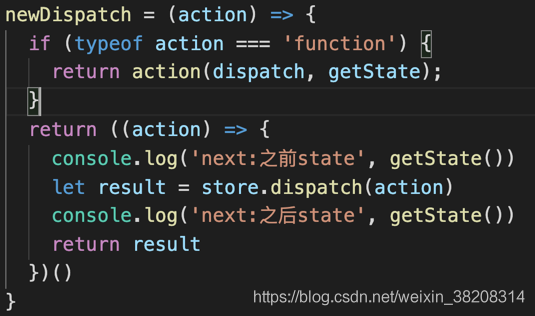 newDispatch = (action) => {
if (typeof action === 'function') {
return action(dispatch, getState);
}
return ((action) => {
console.log('next:之前state', getState())
let result = store.dispatch(action)
console.log('next:之后state', getState())
return result
})()
}
https://blog.csdn.net/weixin_38208314